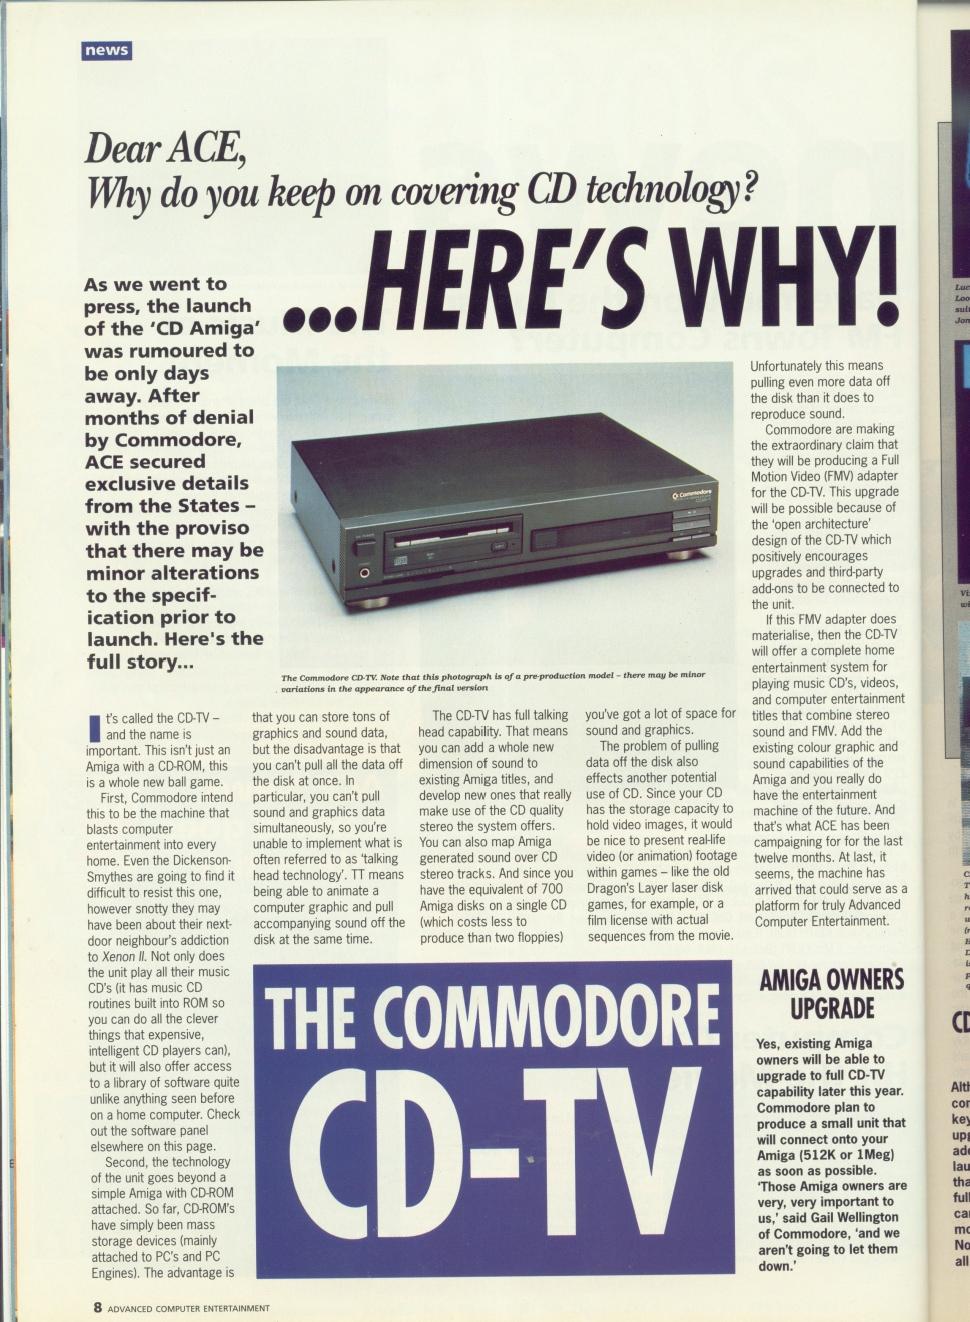 news
Dear ACE,
Why do you keep on covering CD technology?
...HERE'S WHY!
As we went to
press, the launch
of the ‘CD Amiga’
was rumoured to
be only days
away. After
months of denial
by Commodore,
ACE secured
exclusive details
from the States –
with the proviso
that there may be
minor alterations
to the specif-
ication prior to
launch. Here's the
full story...
Commodore
The Commodore CD-TV. Note that this photograph is of a pre-production model – there may be minor
variations in the appearance of the final version
It's called the CD-TV –
and the name is
important. This isn't just an
Amiga with a CD-ROM, this
is a whole new ball game.
First, Commodore intend
this to be the machine that
blasts computer
entertainment into every
home. Even the Dickenson-
Smythes are going to find it
difficult to resist this one,
however snotty they may
have been about their next-
door neighbour's addiction
to Xenon II. Not only does
the unit play all their music
CD's (it has music CD
routines built into ROM so
you can do all the clever
things that expensive,
intelligent CD players can),
but it will also offer access
to a library of software quite
unlike anything seen before
on a home computer. Check
out the software panel
elsewhere on this page.
Second, the technology
of the unit goes beyond a
simple Amiga with CD-ROM
attached. So far, CD-ROM's
have simply been mass
storage devices (mainly
attached to PC's and PC
Engines). The advantage is
that you can store tons of
graphics and sound data,
but the disadvantage is that
you can't pull all the data off
the disk at once. In
particular, you can't pull
sound and graphics data
simultaneously, so you're
unable to implement what is
often referred to as ‘talking
head technology’. TT means
being able to animate a
computer graphic and pull
accompanying sound off the
disk at the same time.
The CD-TV has full talking
head capability. That means
you can add a whole new
dimension of sound to
existing Amiga titles, and
develop new ones that really
make use of the CD quality
stereo the system offers.
You can also map Amiga
generated sound over CD
stereo tracks. And since you
have the equivalent of 700
Amiga disks on a single CD
(which costs less to
produce than two floppies)
you've got a lot of space for
sound and graphics.
The problem of pulling
data off the disk also
effects another potential
use of CD. Since your CD
has the storage capacity to
hold video images, it would
be nice to present real-life
video (or animation) footage
within games – like the old
Dragon's Layer laser disk
games, for example, or a
film license with actual
sequences from the movie.
Unfortunately this means
pulling even more data off
the disk than it does to
reproduce sound.
Commodore are making
the extraordinary claim that
they will be producing a Full
Motion Video (FMV) adapter
for the CD-TV. This upgrade
will be possible because of
the ‘open architecture’
design of the CD-TV which
positively encourages
upgrades and third-party
add-ons to be connected to
the unit.
If this FMV adapter does
materialise, then the CD-TV
will offer a complete home
entertainment system for
playing music CD's, videos,
and computer entertainment
titles that combine stereo
sound and FMV. Add the
existing colour graphic and
sound capabilities of the
Amiga and you really do
have the entertainment
machine of the future. And
that's what ACE has been
campaigning for for the last
twelve months. At last, it
seems, the machine has
arrived that could serve as a
platform for truly Advanced
Computer Entertainment.
THE COMMODORE
CD-TV
AMIGA OWNERS
UPGRADE
Yes, existing Amiga
owners will be able to
upgrade to full CD-TV
capability later this year.
Commodore plan to
produce a small unit that
will connect onto your
Amiga (512K or 1Meg)
as soon as possible.
‘Those Amiga owners are
very, very important to
us,’ said Gail Wellington
of Commodore, ‘and we
aren't going to let them
down.’
8 ADVANCED COMPUTER ENTERTAINMENT